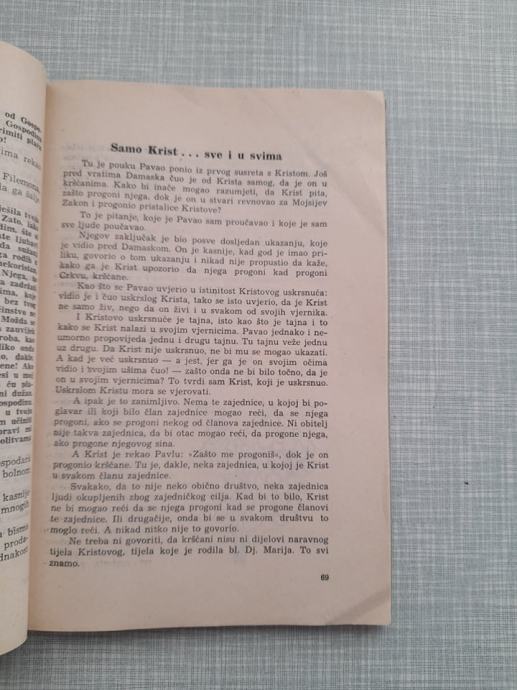 od Gospo-
Gospodinu
rimiti plaću
o!
ima rekao
Filemona
Samo Krist . . . sve i u svima
Tu je pouku Pavao ponio iz prvog susreta s Kristom. Još
pred vratima Damaska čuo je od Krista samog, da je on u
kršćanima. Kako bi inače mogao razumjeti, da Krist pita,
zašto progoni njega, dok je on u stvari revnovao za Mojsijev
Zakon i progonio pristalice Kristove?
To je pitanje, koje je Pavao sam proučavao i koje je sam
sve ljude poučavao.
Njegov zaključak je bio posve dosljedan ukazanju, koje
je vidio pred Damaskom. On je kasnije, kad god je imao pri-
liku, govorio o tom ukazanju i nikad nije propustio da kaže,
kako ga je Krist upozorio da njega progoni kad progoni
Crkvu, kršćane.
Kao što se Pavao uvjerio u istinitost Kristovog uskrsnuća:
vidio je i čuo uskrslog Krista, tako se isto uvjerio, da je Krist
ne samo živ, nego da on živi i u svakom od svojih vjernika.
I Kristovo uskrsnuće je tajna, isto kao što je tajna i to
kako se Krist nalazi u svojim vjernicima. Pavao jednako i ne-
umorno propovijeda jednu i drugu tajnu. Tu tajnu veže jednu
uz drugu. Da Krist nije uskrsnuo, ne bi mu se mogao ukazati.
A kad je već uskrsnuo — a jest, jer ga je on svojim očima
vidio i svojim ušima čuo! — zašto onda ne bi bilo točno, da je
on u svojim vjernicima? To tvrdi sam Krist, koji je uskrsnuo.
Uskrslom Kristu mora se vjerovati.
A ipak je to zanimljivo. Nema te zajednice, u kojoj bi po-
glavar ili koji bilo član zajednice mogao reći, da se njega
progoni, ako se progoni nekog od članova zajednice. Ni obitelj
nije takva zajednica, da bi otac mogao reći, da progone njega,
ako progone njegovog sina.
A Krist je rekao Pavlu: »Zašto me progoniš«, dok je on
progonio kršćane. Tu je, dakle, neka zajednica, u kojoj je Krist
u svakom članu zajednice.
Svakako, da to nije neko obično društvo, neka zajednica
ljudi okupljenih zbog zajedničkog cilja. Kad bi to bilo, Krist
ne bi mogao reći da se njega progoni kad se progone članovi
te zajednice. Ili drugačije, onda bi se u svakom društvu to
moglo reći. A nikad nitko nije to govorio.
Ne treba ni govoriti, da kršćani nisu ni dijelovi naravnog
tijela Kristovog, tijela koje je rodila bl. Dj. Marija. To svi
znamo.
69